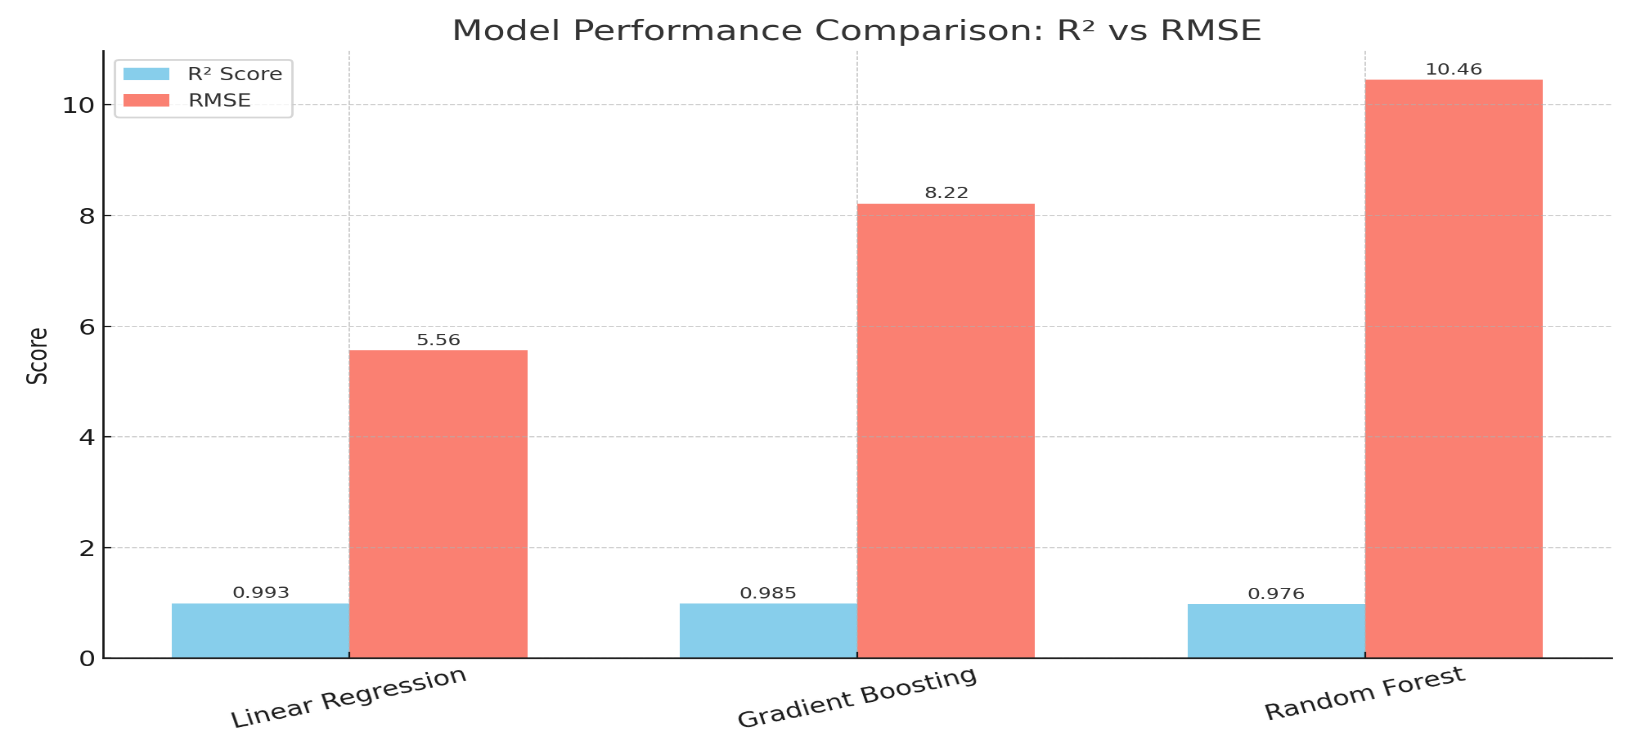 Model Performance Comparison: R² vs RMSE
R² Score
RMSE
10
8
6
4
2
0
Score
0.993
5.56
0.985
8.22
0.976
10.46
Linear Regression
Gradient Boosting
Random Forest